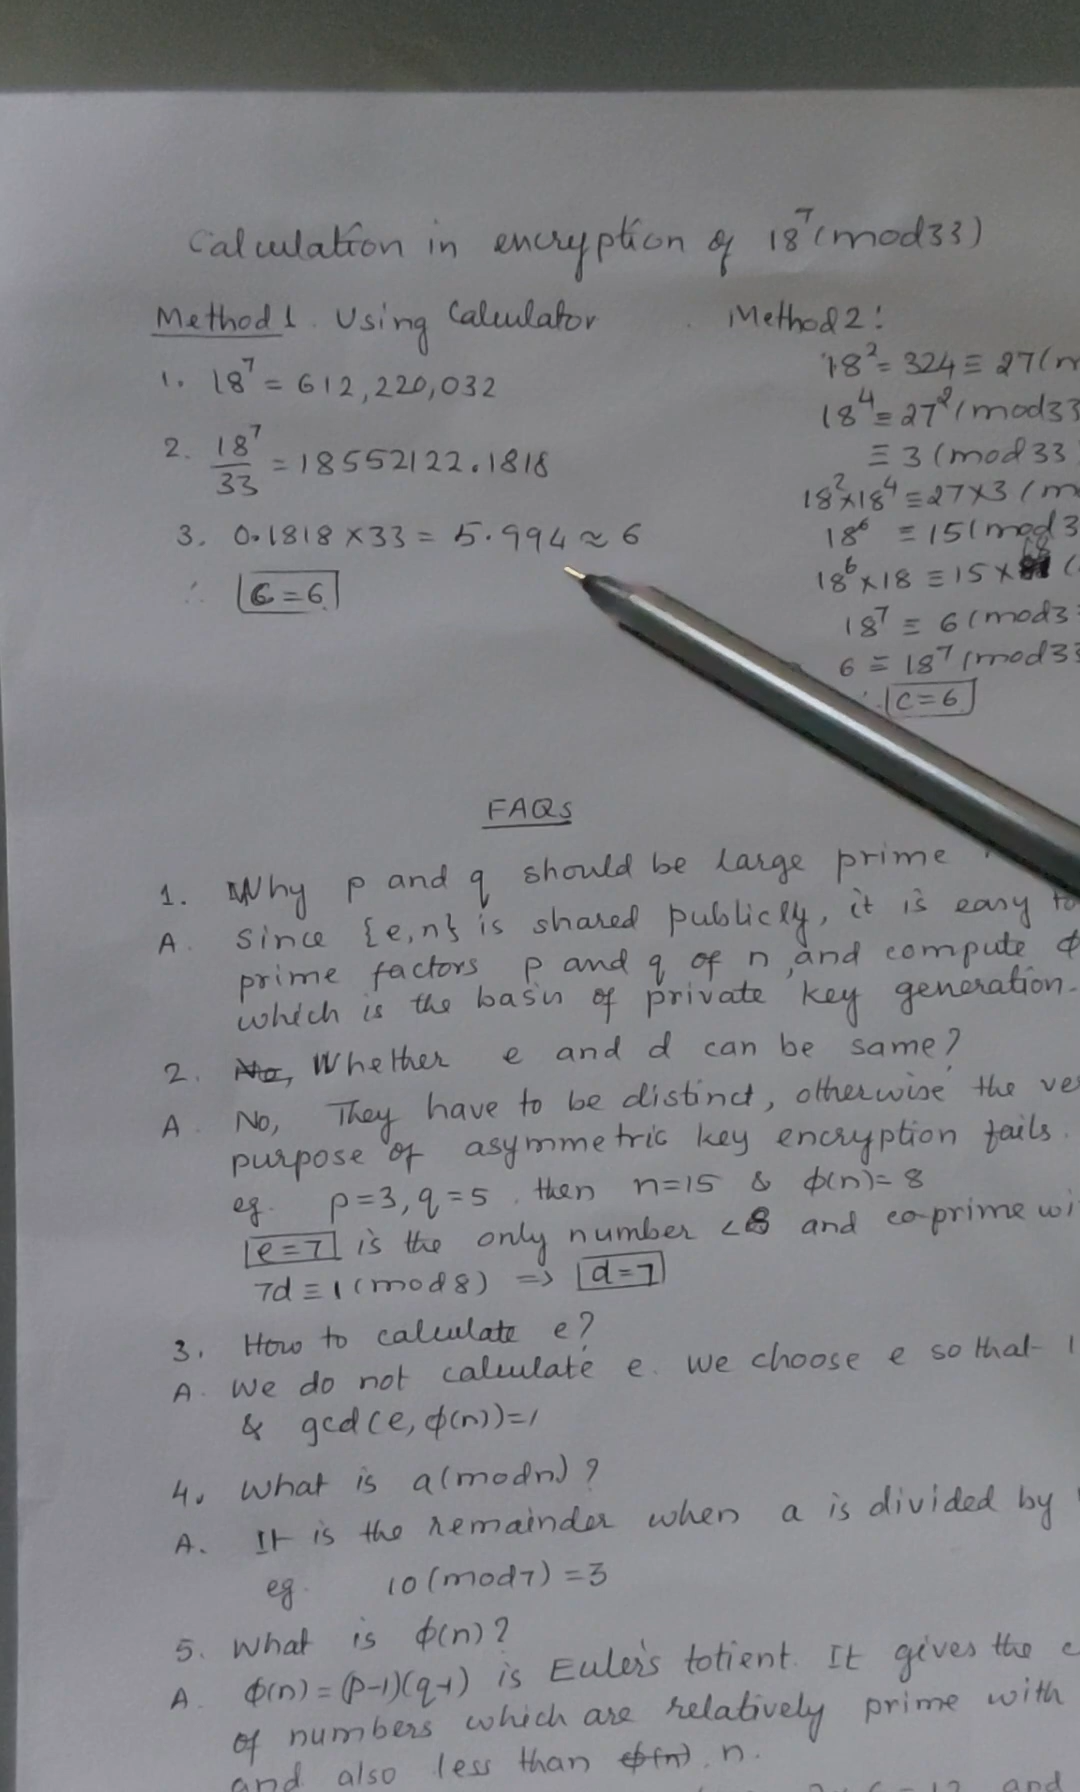 Calculation in encryption of 18⁷(mod33)
Method 1. Using Calculator
1. 18⁷ = 612,220,032
2. 18⁷/33 = 18552122.1818
3. 0.1818 × 33 = 5.994 ≈ 6
∴ C=6
Method 2:
18² = 324 ≡ 27(m
18⁴ ≡ 27² (mod33
≡ 3 (mod 33
18²×18⁴ ≡ 27×3 (m
18⁶ ≡ 15(mod3
18⁶×18 ≡ 15×18 (
18⁷ ≡ 6(mod3
6 ≡ 18⁷ (mod33
∴ C=6
FAQs
1. Why p and q should be large prime
A. Since {e,n} is shared publicly, it is easy to
prime factors p and q of n, and compute ϕ
which is the basis of private key generation.
2. No, Whether e and d can be same?
A. No, They have to be distinct, otherwise the ve
purpose of asymmetric key encryption fails.
eg. p=3, q=5. then n=15 & ϕ(n)=8
e=7 is the only number <8 and co-prime wi
7d ≡ 1 (mod8) => d=7
3. How to calculate e?
A. We do not calculate e. We choose e so that 1
& gcd(e, ϕ(n))=1
4. What is a(modn)?
A. It is the remainder when a is divided by
eg. 10(mod7) = 3
5. What is ϕ(n)?
A. ϕ(n) = (p-1)(q-1) is Euler's totient. It gives the c
of numbers which are relatively prime with
and also less than ϕ(n) n.
and